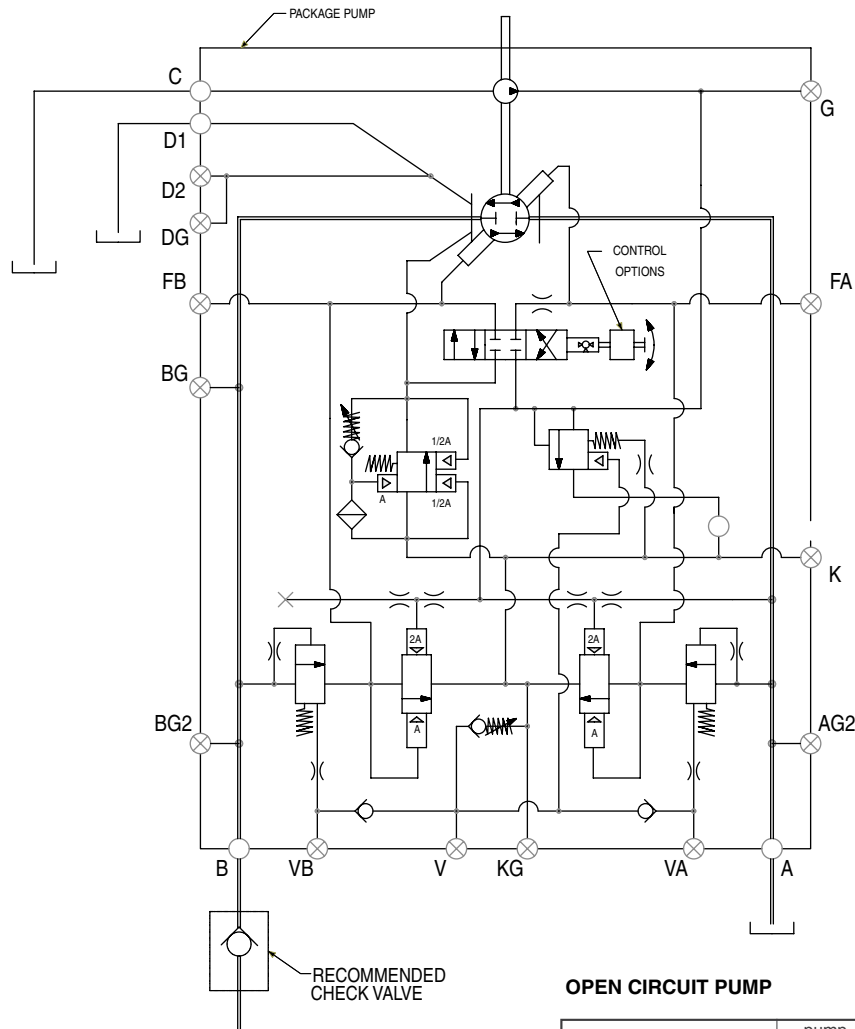 PACKAGE PUMP
C
G
D1
D2
DG
CONTROL
OPTIONS
FB
FA
BG
1/2A
A
1/2A
K
2A
2A
BG2
A
A
AG2
B
VB
V
KG
VA
A
RECOMMENDED
CHECK VALVE
OPEN CIRCUIT PUMP
pump